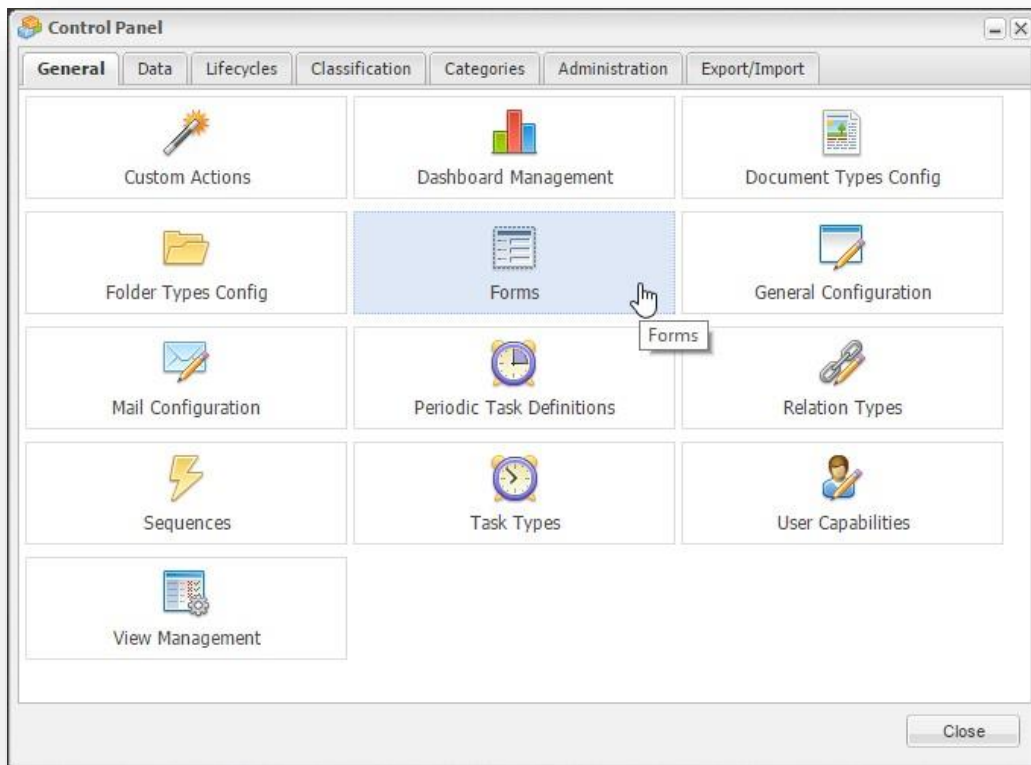 Control Panel
General Data Lifecycles Classification Categories Administration Export/Import
Custom Actions Dashboard Management Document Types Config
Folder Types Config Forms General Configuration
Forms
Mail Configuration Periodic Task Definitions Relation Types
Sequences Task Types User Capabilities
View Management
Close